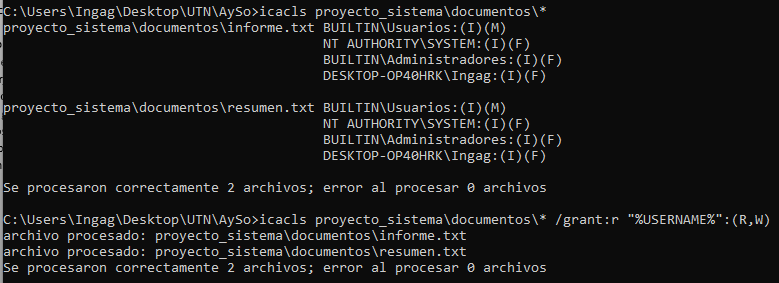 C:\Users\Ingag\Desktop\UTN\AySo>icacls proyecto_sistema\documentos\*
proyecto_sistema\documentos\informe.txt BUILTIN\Usuarios:(I)(M)
NT AUTHORITY\SYSTEM:(I)(F)
BUILTIN\Administradores:(I)(F)
DESKTOP-OP40HRK\Ingag:(I)(F)
proyecto_sistema\documentos\resumen.txt BUILTIN\Usuarios:(I)(M)
NT AUTHORITY\SYSTEM:(I)(F)
BUILTIN\Administradores:(I)(F)
DESKTOP-OP40HRK\Ingag:(I)(F)
Se procesaron correctamente 2 archivos; error al procesar 0 archivos
C:\Users\Ingag\Desktop\UTN\AySo>icacls proyecto_sistema\documentos\* /grant:r "%USERNAME%":(R,W)
archivo procesado: proyecto_sistema\documentos\informe.txt
archivo procesado: proyecto_sistema\documentos\resumen.txt
Se procesaron correctamente 2 archivos; error al procesar 0 archivos